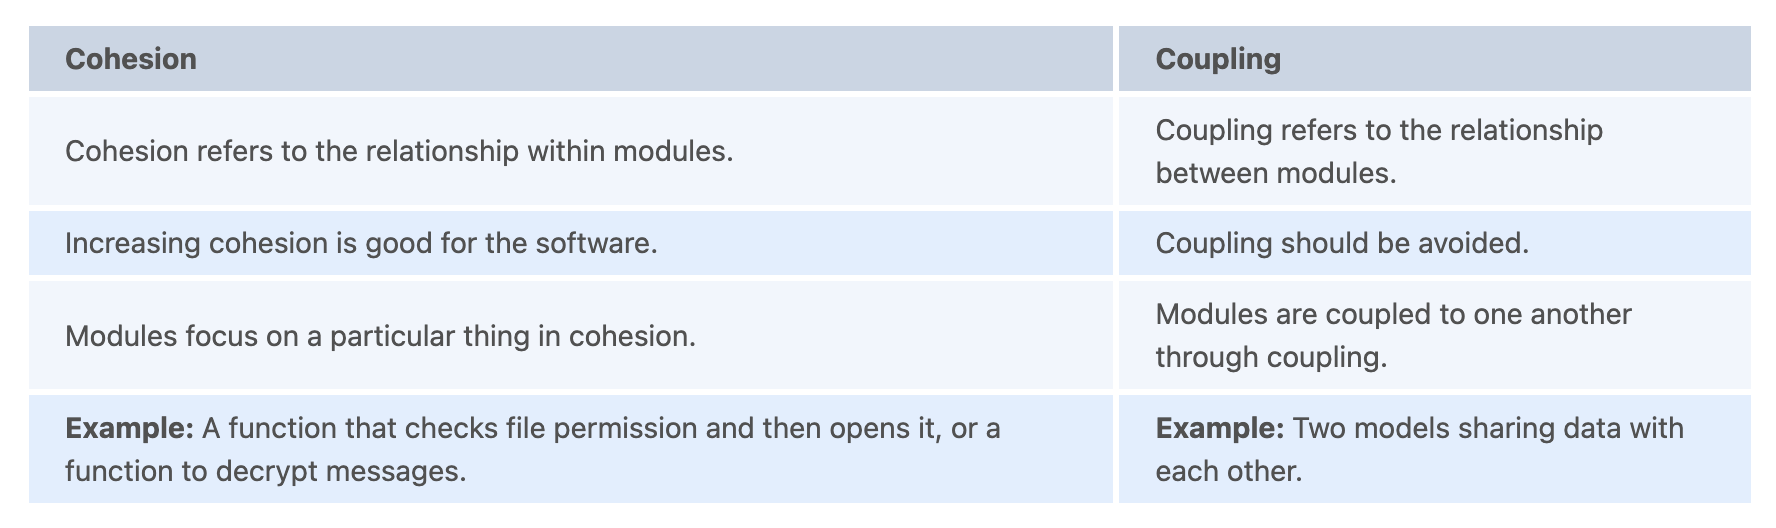 Cohesion
Coupling
Cohesion refers to the relationship within modules.
Coupling refers to the relationship
between modules.
Increasing cohesion is good for the software.
Coupling should be avoided.
Modules focus on a particular thing in cohesion.
Modules are coupled to one another
through coupling.
Example: A function that checks file permission and then opens it, or a
function to decrypt messages.
Example: Two models sharing data with
each other.